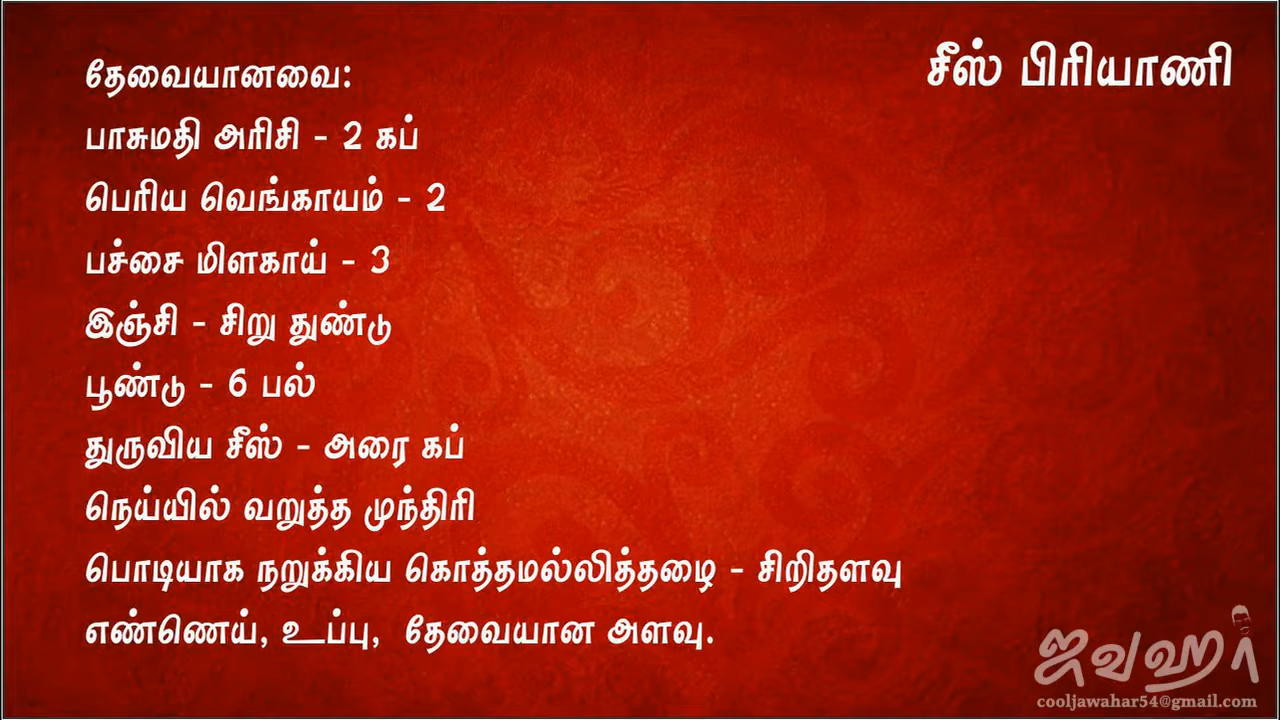 சீஸ் பிரியாணி
தேவையானவை:
பாசுமதி அரிசி - 2 கப்
பெரிய வெங்காயம் - 2
பச்சை மிளகாய் - 3
இஞ்சி - சிறு துண்டு
பூண்டு - 6 பல்
துருவிய சீஸ் - அரை கப்
நெய்யில் வறுத்த முந்திரி
பொடியாக நறுக்கிய கொத்தமல்லித்தழை - சிறிதளவு
எண்ணெய், உப்பு, தேவையான அளவு.
ஜவஹர்
cooljawahar54@gmail.com